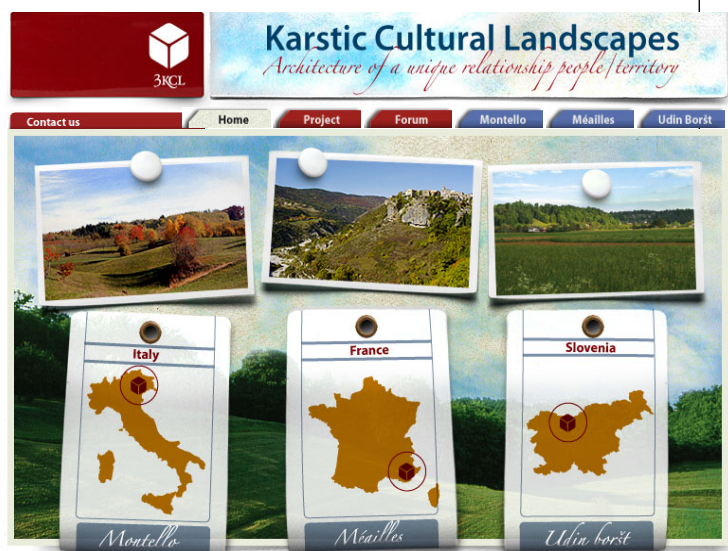 3KCL
Karstic Cultural Landscapes
Architecture of a unique relationship people/territory
Contact us
Home
Project
Forum
Montello
Méailles
Udin Boršt
Italy
France
Slovenia
Montello
Méailles
Udin boršt